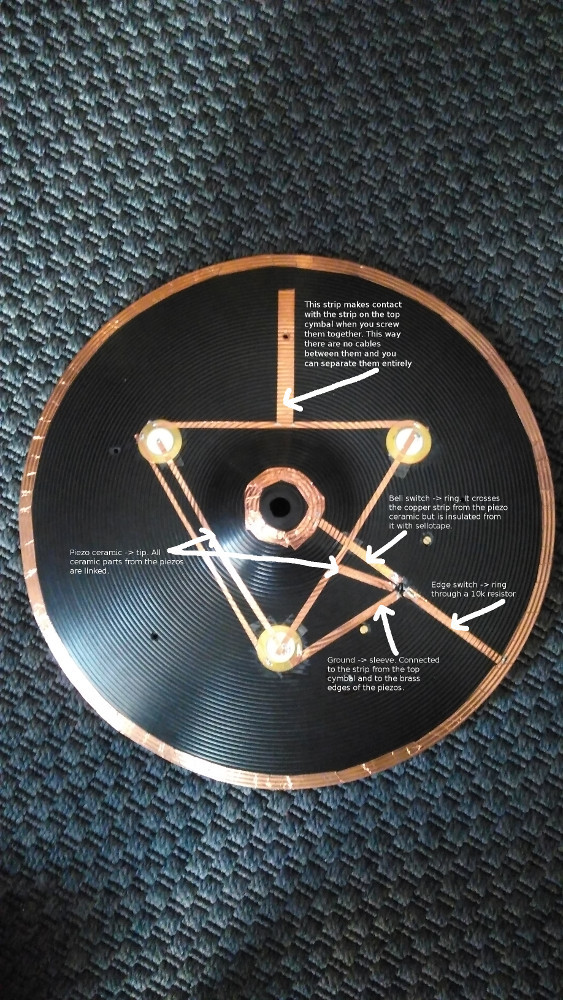 This strip makes contact
with the strip on the top
cymbal when you screw
them together. This way
there are no cables
between them and you
can separate them entirely
Bell switch -> ring. It crosses
the copper strip from the piezo
ceramic but is insulated from
it with sellotape.
Piezo ceramic -> tip. All
ceramic parts from the piezos
are linked.
Edge switch -> ring
through a 10k resistor
Ground -> sleeve. Connected
to the strip from the top
cymbal and to the brass
edges of the piezos.